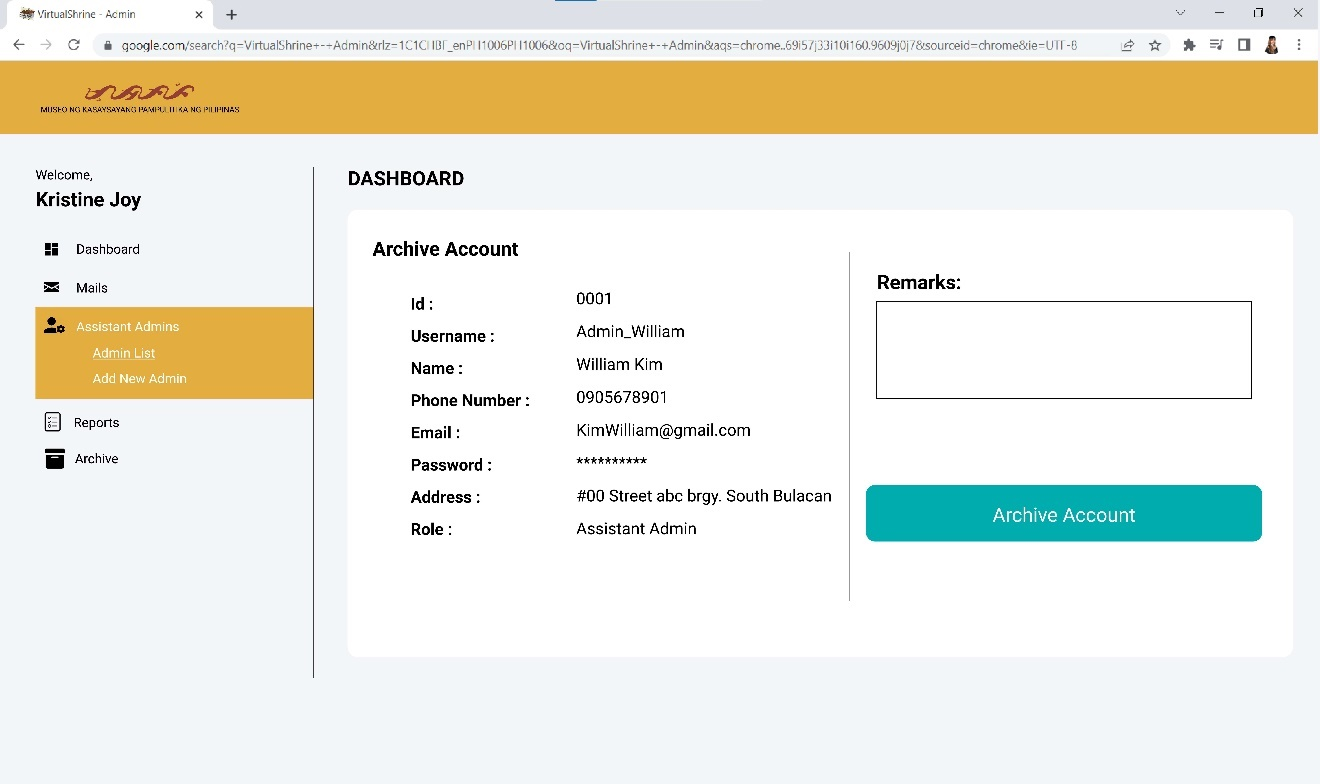 VirtualShrine - Admin
google.com/search?q=VirtualShrine+-+Admin&rlz=1C1CHBF_enPH1006PH1006&oq=VirtualShrine+-+Admin&aqs=chrome..69i57j33i10i160.9609j0j7&sourceid=chrome&ie=UTF-8
MUSEO NG KASAYSAYANG PAMPULITIKA NG PILIPINAS
Welcome,
Kristine Joy
Dashboard
Mails
Assistant Admins
Admin List
Add New Admin
Reports
Archive
DASHBOARD
Archive Account
Id : 0001
Username : Admin_William
Name : William Kim
Phone Number : 0905678901
Email : KimWilliam@gmail.com
Password : **********
Address : #00 Street abc brgy. South Bulacan
Role : Assistant Admin
Remarks:
Archive Account